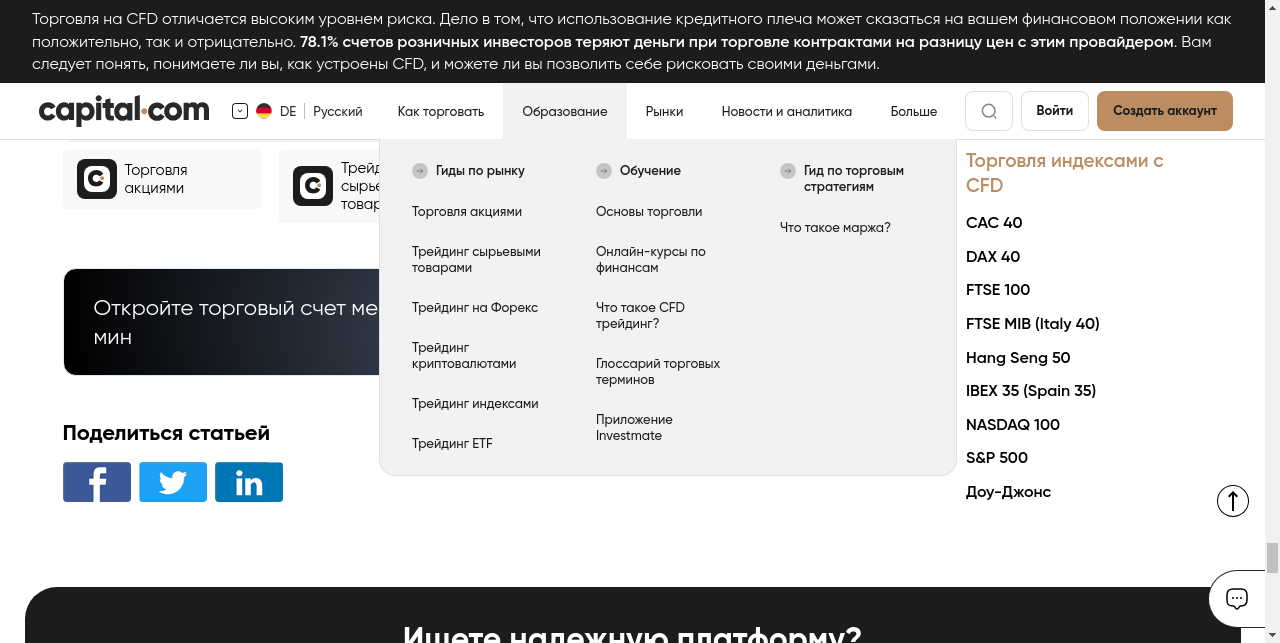 Торговля на CFD отличается высоким уровнем риска. Дело в том, что использование кредитного плеча может сказаться на вашем финансовом положении как
положительно, так и отрицательно. 78.1% счетов розничных инвесторов теряют деньги при торговле контрактами на разницу цен с этим провайдером. Вам
следует понять, понимаете ли вы, как устроены CFD, и можете ли вы позволить себе рисковать своими деньгами.
capital.com
DE
Русский
Как торговать
Образование
Рынки
Новости и аналитика
Больше
Войти
Создать аккаунт
Торговля
акциями
Трейд
сырье
товар
Гиды по рынку
Торговля акциями
Трейдинг сырьевыми
товарами
Трейдинг на Форекс
Трейдинг
криптовалютами
Трейдинг индексами
Трейдинг ETF
Обучение
Основы торговли
Онлайн-курсы по
финансам
Что такое CFD
трейдинг?
Глоссарий торговых
терминов
Приложение
Investmate
Гид по торговым
стратегиям
Что такое маржа?
Торговля индексами с
CFD
CAC 40
DAX 40
FTSE 100
FTSE MIB (Italy 40)
Hang Seng 50
IBEX 35 (Spain 35)
NASDAQ 100
S&P 500
Доу-Джонс
Откройте торговый счет ме
мин
Поделиться статьей
Ищете надежную платформу?